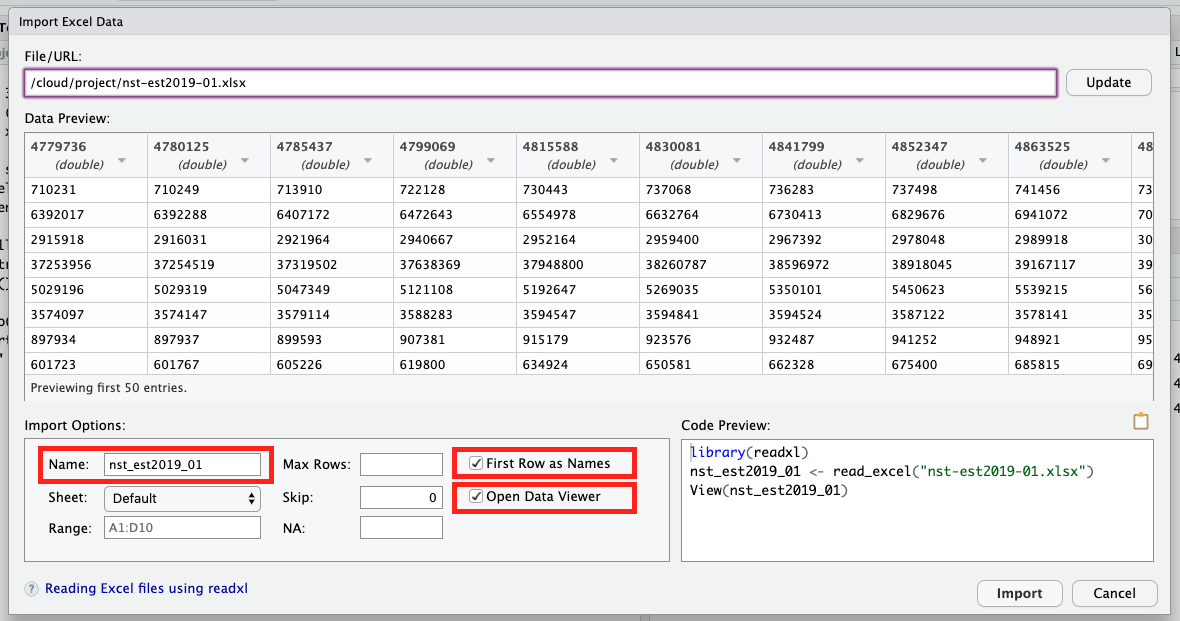 Import Excel Data
File/URL:
/cloud/project/nst-est2019-01.xlsx
Update
Data Preview:
4779736 4780125 4785437 4799069 4815588 4830081 4841799 4852347 4863525 48
(double) (double) (double) (double) (double) (double) (double) (double) (double)
710231 710249 713910 722128 730443 737068 736283 737498 741456 73
6392017 6392288 6407172 6472643 6554978 6632764 6730413 6829676 6941072 70
2915918 2916031 2921964 2940667 2952164 2959400 2967392 2978048 2989918 30
37253956 37254519 37319502 37638369 37948800 38260787 38596972 38918045 39167117 39
5029196 5029319 5047349 5121108 5192647 5269035 5350101 5450623 5539215 56
3574097 3574147 3579114 3588283 3594547 3594841 3594524 3587122 3578141 35
897934 897937 899593 907381 915179 923576 932487 941252 948921 95
601723 601767 605226 619800 634924 650581 662328 675400 685815 69
Previewing first 50 entries.
Import Options:
Name: nst_est2019_01
Sheet: Default
Range: A1:D10
Max Rows:
Skip: 0
NA:
First Row as Names
Open Data Viewer
Code Preview:
library(readxl)
nst_est2019_01 <- read_excel("nst-est2019-01.xlsx")
View(nst_est2019_01)
? Reading Excel files using readxl
Import
Cancel